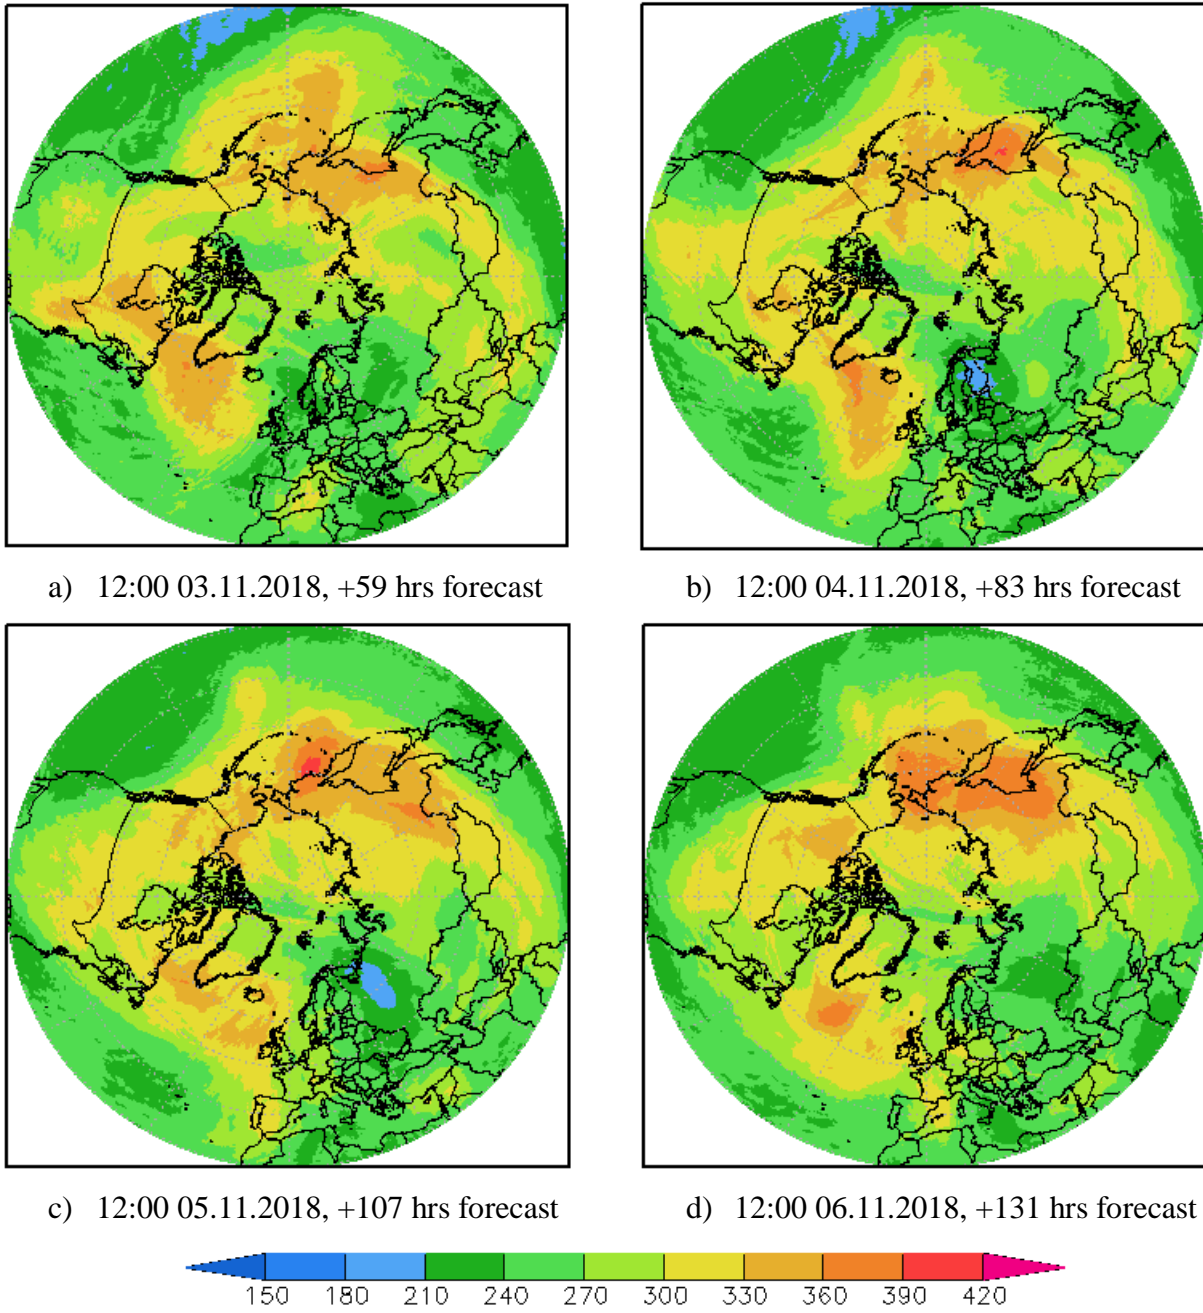 a) 12:00 03.11.2018, +59 hrs forecast
b) 12:00 04.11.2018, +83 hrs forecast
c) 12:00 05.11.2018, +107 hrs forecast
d) 12:00 06.11.2018, +131 hrs forecast
150 180 210 240 270 300 330 360 390 420